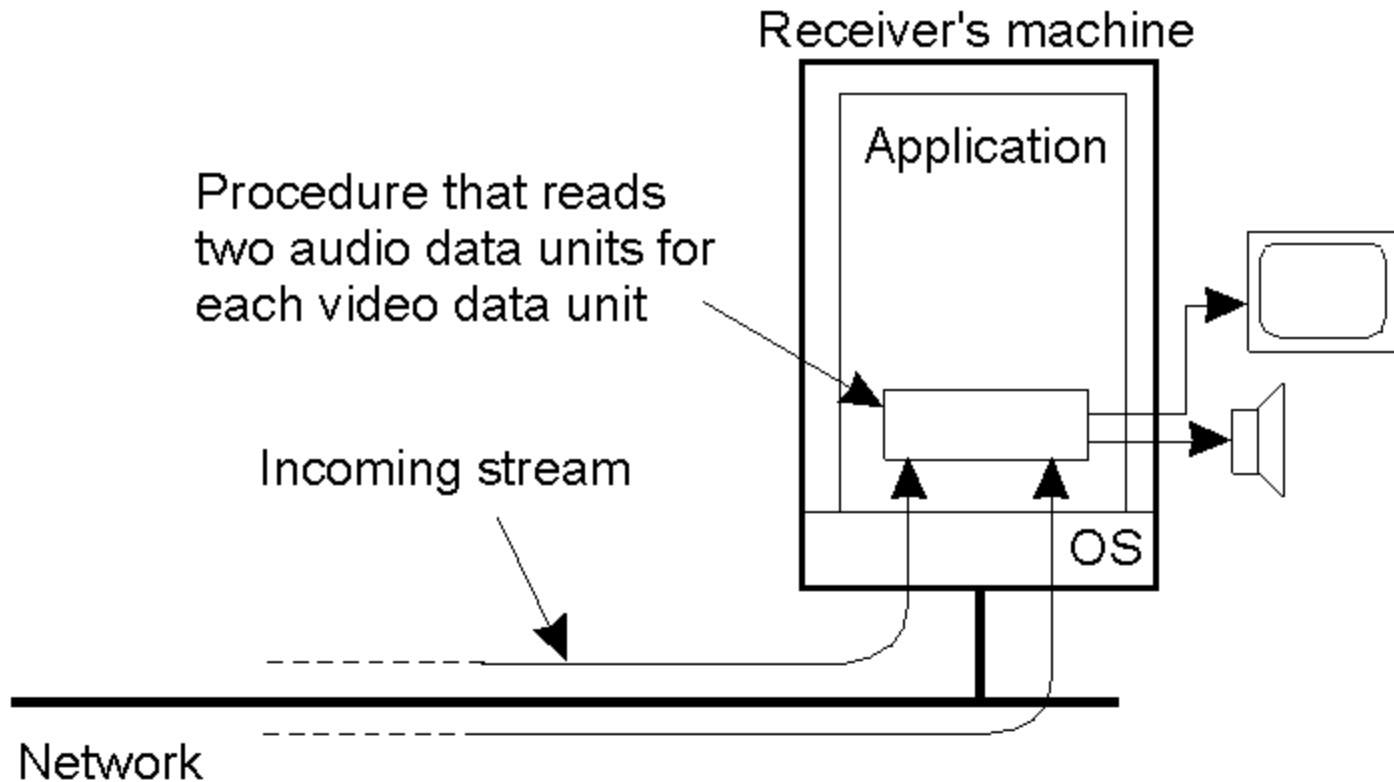 Receiver's machine
Application
Procedure that reads
two audio data units for
each video data unit
Incoming stream
OS
Network